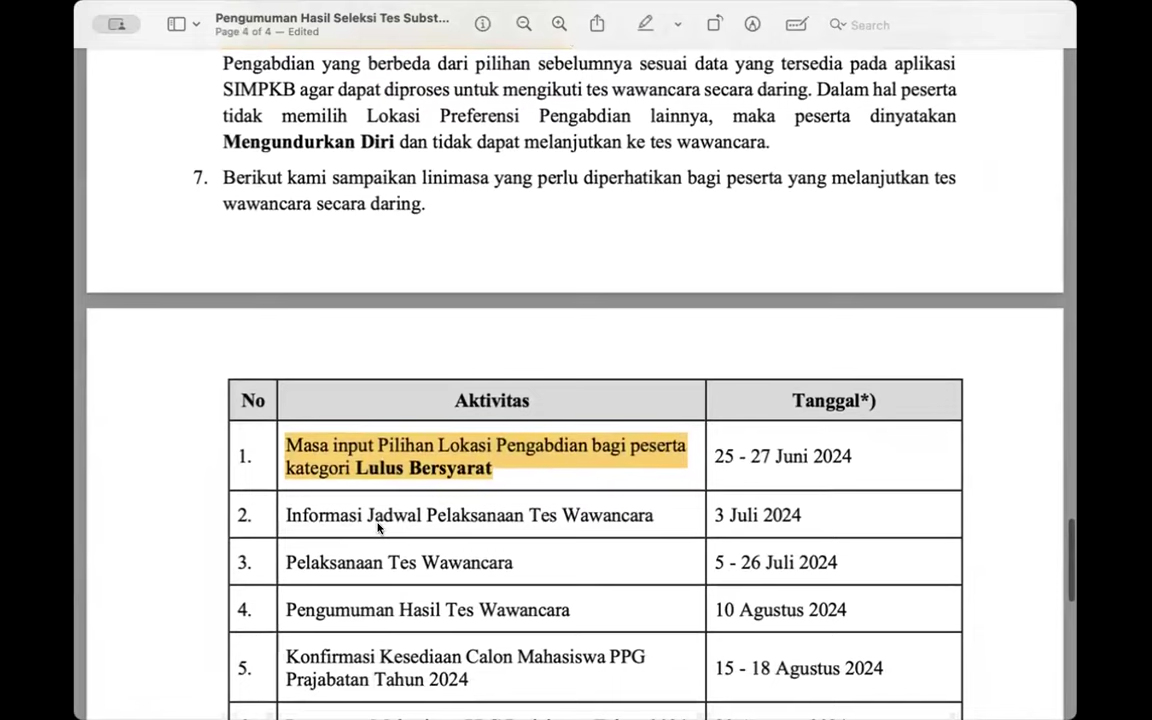 Pengumuman Hasil Seleksi Tes Subst...
Page 4 of 4 — Edited
Search
Pengabdian yang berbeda dari pilihan sebelumnya sesuai data yang tersedia pada aplikasi
SIMPKB agar dapat diproses untuk mengikuti tes wawancara secara daring. Dalam hal peserta
tidak memilih Lokasi Preferensi Pengabdian lainnya, maka peserta dinyatakan
Mengundurkan Diri dan tidak dapat melanjutkan ke tes wawancara.
7. Berikut kami sampaikan linimasa yang perlu diperhatikan bagi peserta yang melanjutkan tes
wawancara secara daring.
No Aktivitas Tanggal*)
1. Masa input Pilihan Lokasi Pengabdian bagi peserta
kategori Lulus Bersyarat 25 - 27 Juni 2024
2. Informasi Jadwal Pelaksanaan Tes Wawancara 3 Juli 2024
3. Pelaksanaan Tes Wawancara 5 - 26 Juli 2024
4. Pengumuman Hasil Tes Wawancara 10 Agustus 2024
5. Konfirmasi Kesediaan Calon Mahasiswa PPG
Prajabatan Tahun 2024 15 - 18 Agustus 2024